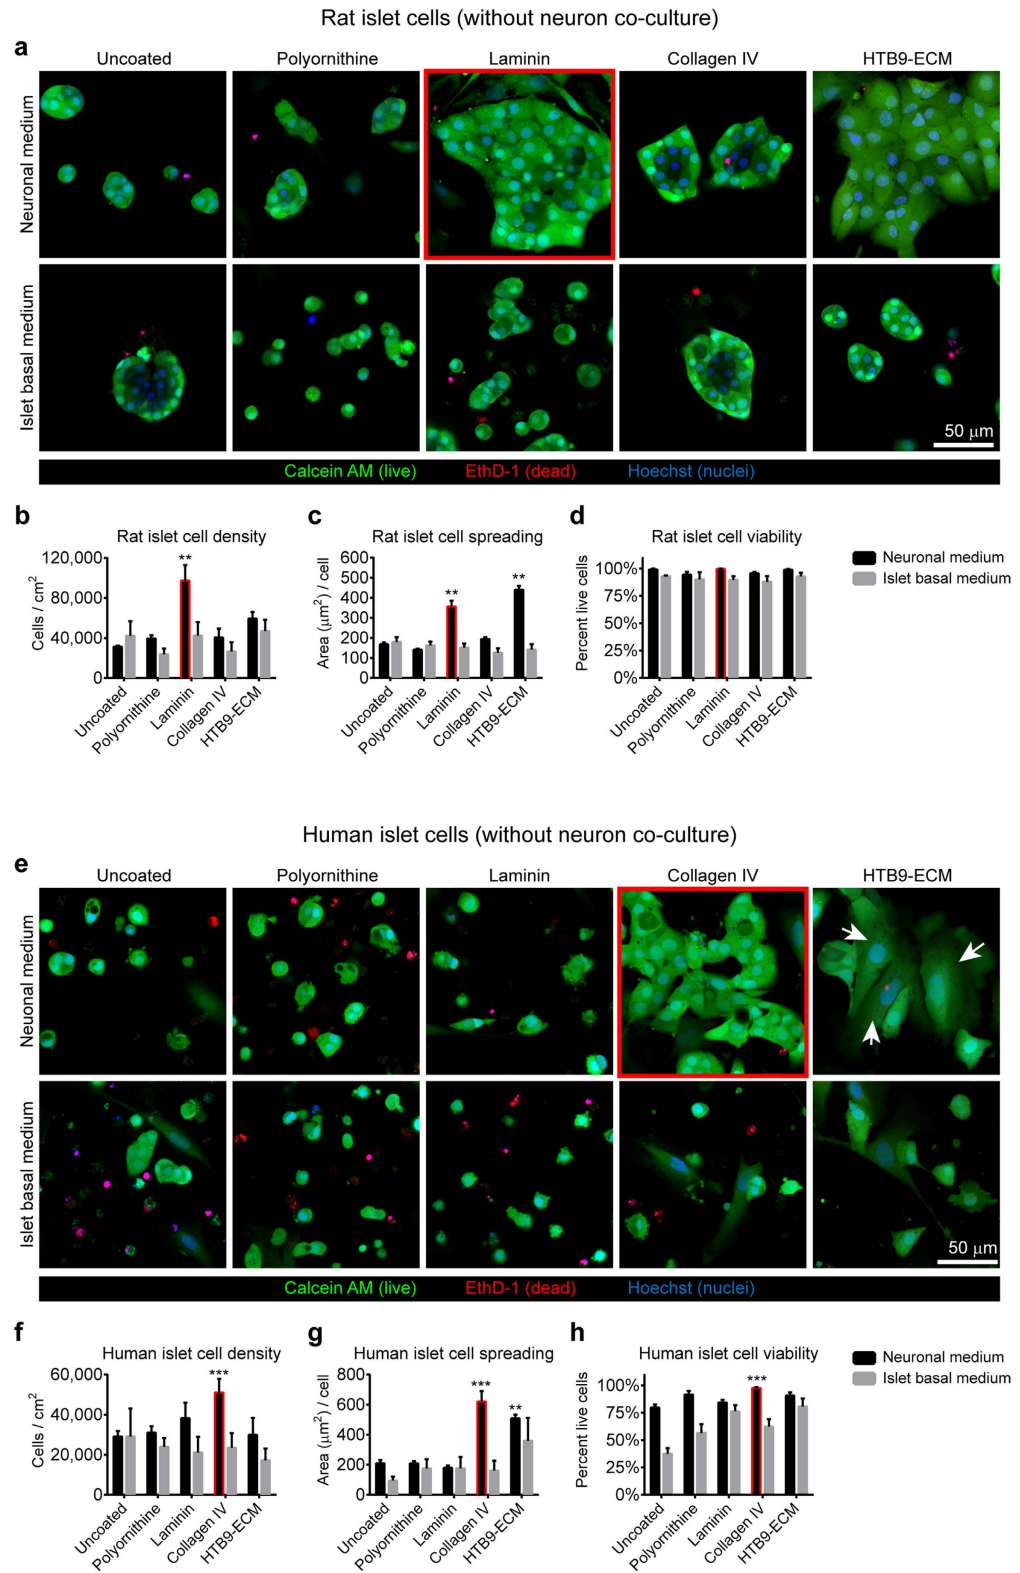 Rat islet cells (without neuron co-culture)
a
Uncoated Polyornithine Laminin Collagen IV HTB9-ECM
Neuronal medium
Islet basal medium
50 μm
Calcein AM (live) EthD-1 (dead) Hoechst (nuclei)
b
Rat islet cell density
**
120,000
80,000
40,000
0
Cells / cm²
Uncoated
Polyornithine
Laminin
Collagen IV
HTB9-ECM
c
Rat islet cell spreading
** **
600
500
400
300
200
100
0
Area (μm²) / cell
Uncoated
Polyornithine
Laminin
Collagen IV
HTB9-ECM
d
Rat islet cell viability
100%
75%
50%
25%
0%
Percent live cells
Uncoated
Polyornithine
Laminin
Collagen IV
HTB9-ECM
Neuronal medium
Islet basal medium
Human islet cells (without neuron co-culture)
e
Uncoated Polyornithine Laminin Collagen IV HTB9-ECM
Neuonal medium
Islet basal medium
50 μm
Calcein AM (live) EthD-1 (dead) Hoechst (nuclei)
f
Human islet cell density
***
60,000
40,000
20,000
0
Cells / cm²
Uncoated
Polyornithine
Laminin
Collagen IV
HTB9-ECM
g
Human islet cell spreading
*** **
800
600
400
200
0
Area (μm²) / cell
Uncoated
Polyornithine
Laminin
Collagen IV
HTB9-ECM
h
Human islet cell viability
***
100%
75%
50%
25%
0%
Percent live cells
Uncoated
Polyornithine
Laminin
Collagen IV
HTB9-ECM
Neuronal medium
Islet basal medium